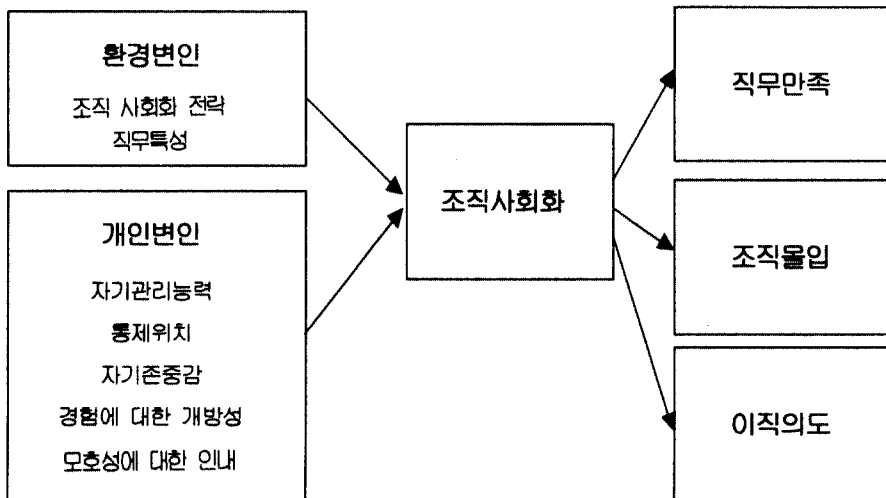 환경변인
조직 사회화 전략
직무특성
개인변인
자기관리능력
통제위치
자기존중감
경험에 대한 개방성
모호성에 대한 인내
조직사회화
직무만족
조직몰입
이직의도